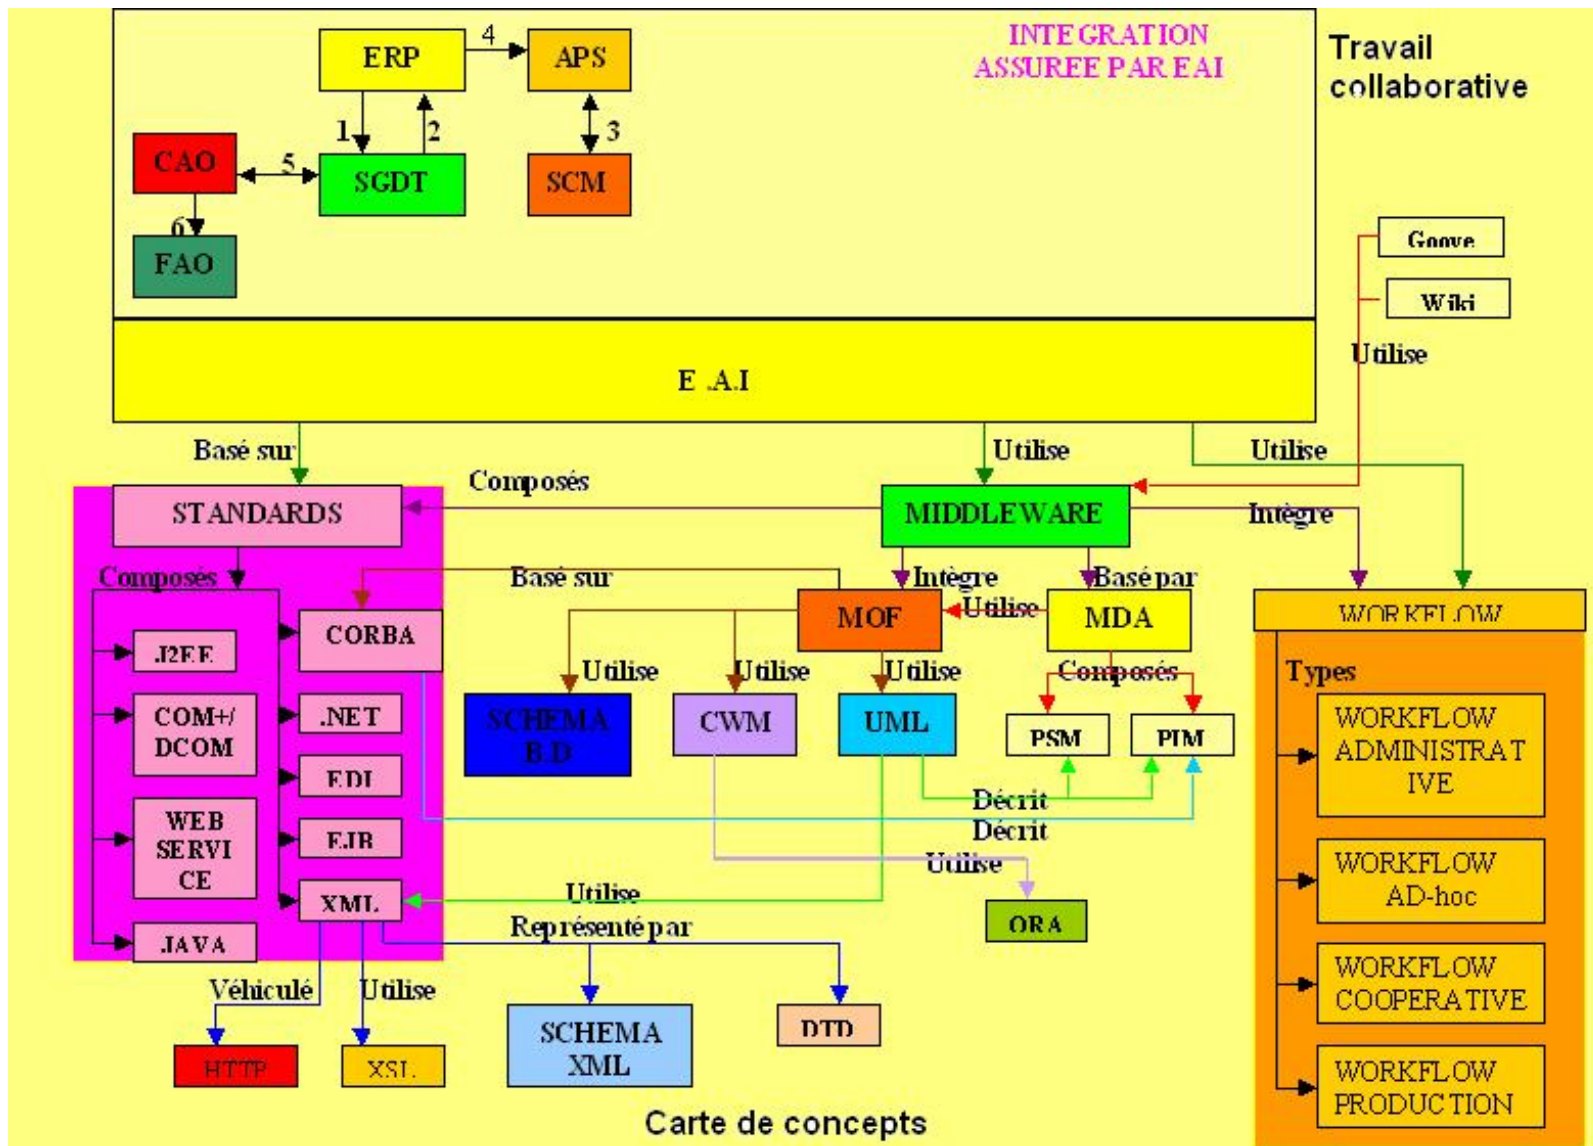 INTEGRATION
ASSUREE PAR EAI
Travail
collaborative
ERP
4
APS
1
2
3
CAO
5
SGDT
SCM
6
FAO
Goove
Wiki
Utilise
E .A.I
Basé sur
Utilise
Utilise
Composés
STANDARDS
MIDDLEWARE
Intègre
Composés
Basé sur
Intègre
Basé par
Utilise
CORBA
MOF
MDA
WORKFLOW
J2EE
Utilise
Utilise
Utilise
Composés
Types
COM+/
DCOM
.NET
SCHEMA
B.D
CWM
UML
PSM
PIM
WORKFLOW
ADMINISTRAT
IVE
EDI
Décrit
WEB
SERVI
CE
EJB
Décrit
Utilise
WORKFLOW
AD-hoc
XML
Utilise
ORA
JAVA
Représenté par
Véhiculé
Utilise
WORKFLOW
COOPERATIVE
SCHEMA
XML
DTD
HTTP
XSL
WORKFLOW
PRODUCTION
Carte de concepts